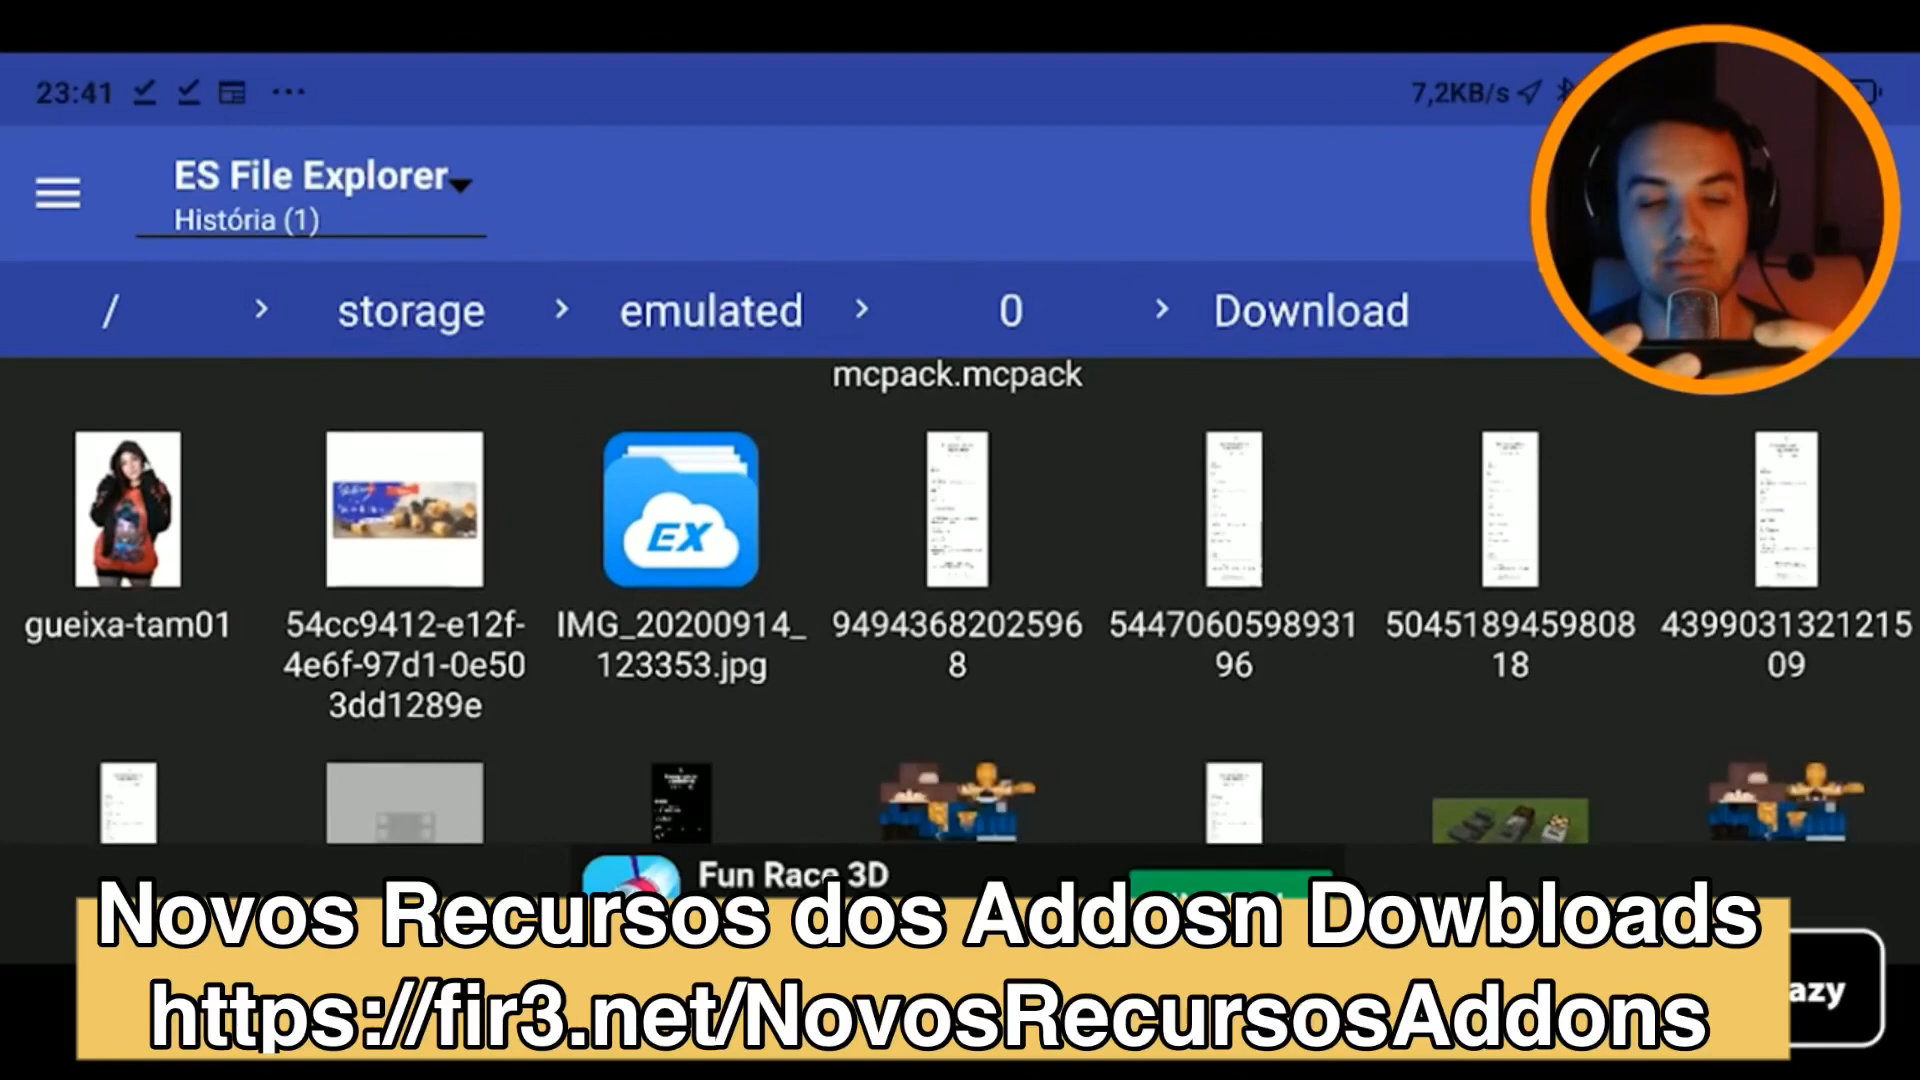 23:41
7,2KB/s
ES File Explorer
História (1)
/ > storage > emulated > 0 > Download
mcpack.mcpack
EX
gueixa-tam01
54cc9412-e12f-
4e6f-97d1-0e50
3dd1289e
IMG_20200914_
123353.jpg
9494368202596
8
5447060598931
96
5045189459808
18
4399031321215
09
Fun Race 3D
Novos Recursos dos Addosn Dowbloads
https://fir3.net/NovosRecursosAddons
azy